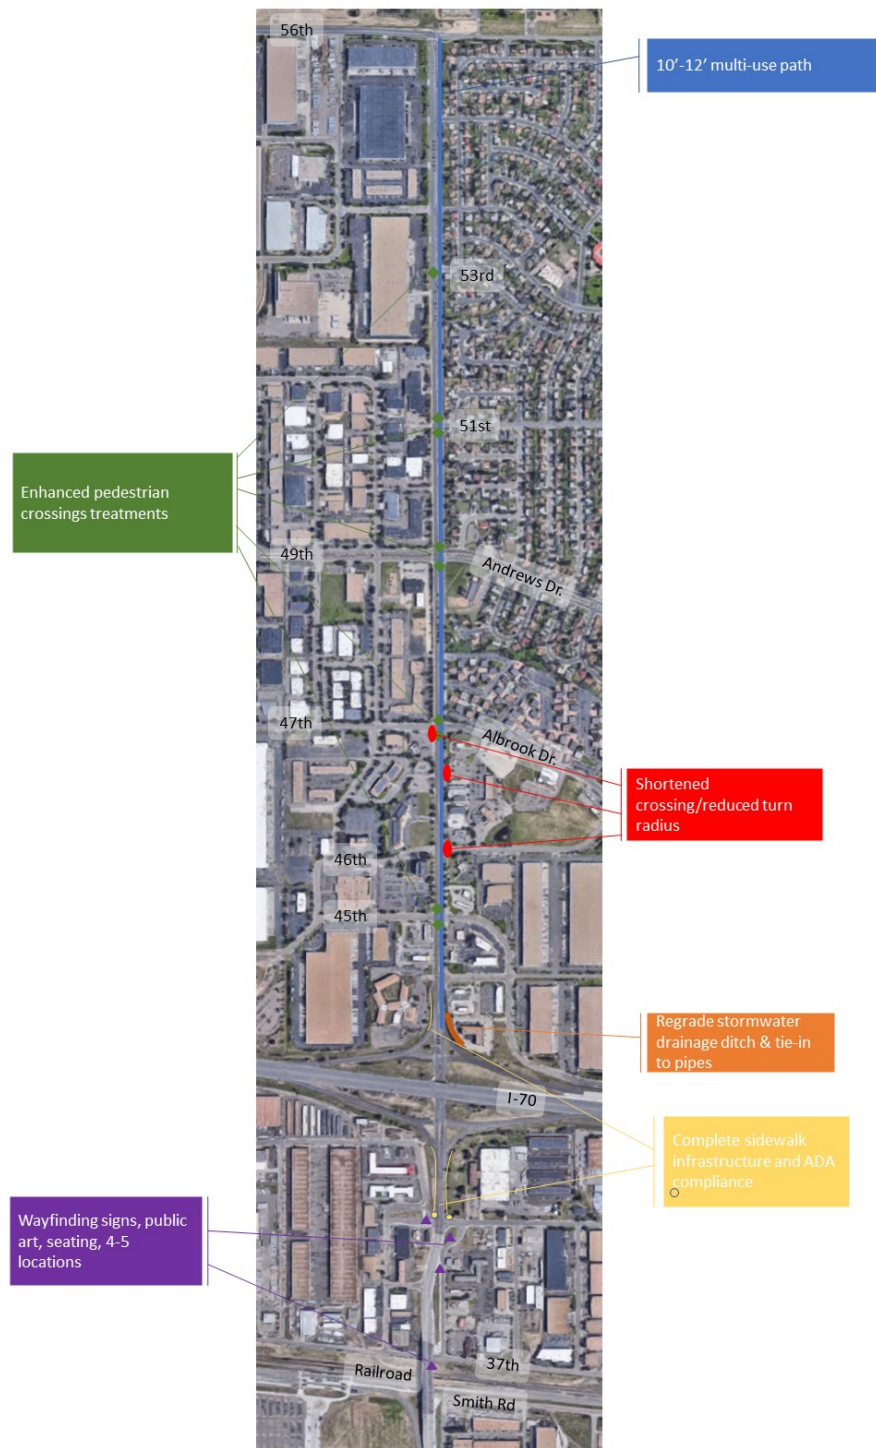 56th
10’-12’ multi-use path
53rd
51st
Enhanced pedestrian
crossings treatments
49th
Andrews Dr.
47th
Albrook Dr.
Shortened
crossing/reduced turn
radius
46th
45th
Regrade stormwater
drainage ditch & tie-in
to pipes
I-70
Complete sidewalk
infrastructure and ADA
compliance
Wayfinding signs, public
art, seating, 4-5
locations
37th
Railroad
Smith Rd